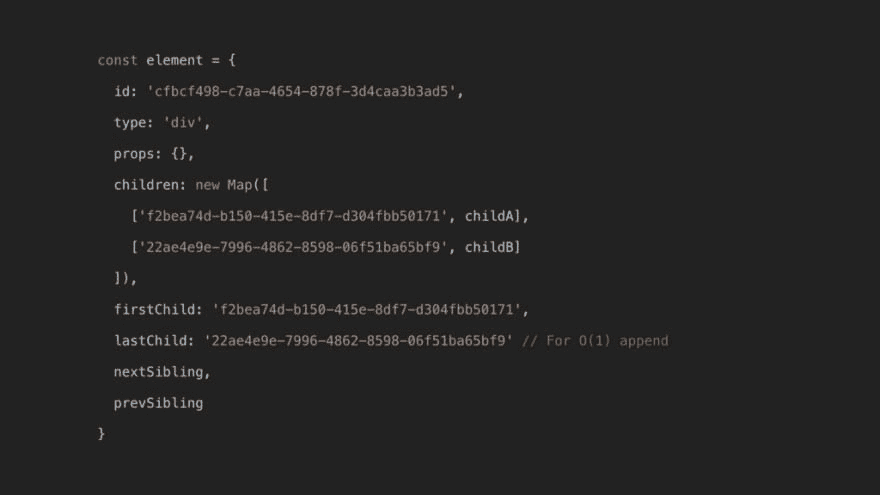 const element = {
id: 'cfbcf498-c7aa-4654-878f-3d4caa3b3ad5',
type: 'div',
props: {},
children: new Map([
['f2bea74d-b150-415e-8df7-d304fbb50171', childA],
['22ae4e9e-7996-4862-8598-06f51ba65bf9', childB]
]),
firstChild: 'f2bea74d-b150-415e-8df7-d304fbb50171',
lastChild: '22ae4e9e-7996-4862-8598-06f51ba65bf9' // For O(1) append
nextSibling,
prevSibling
}